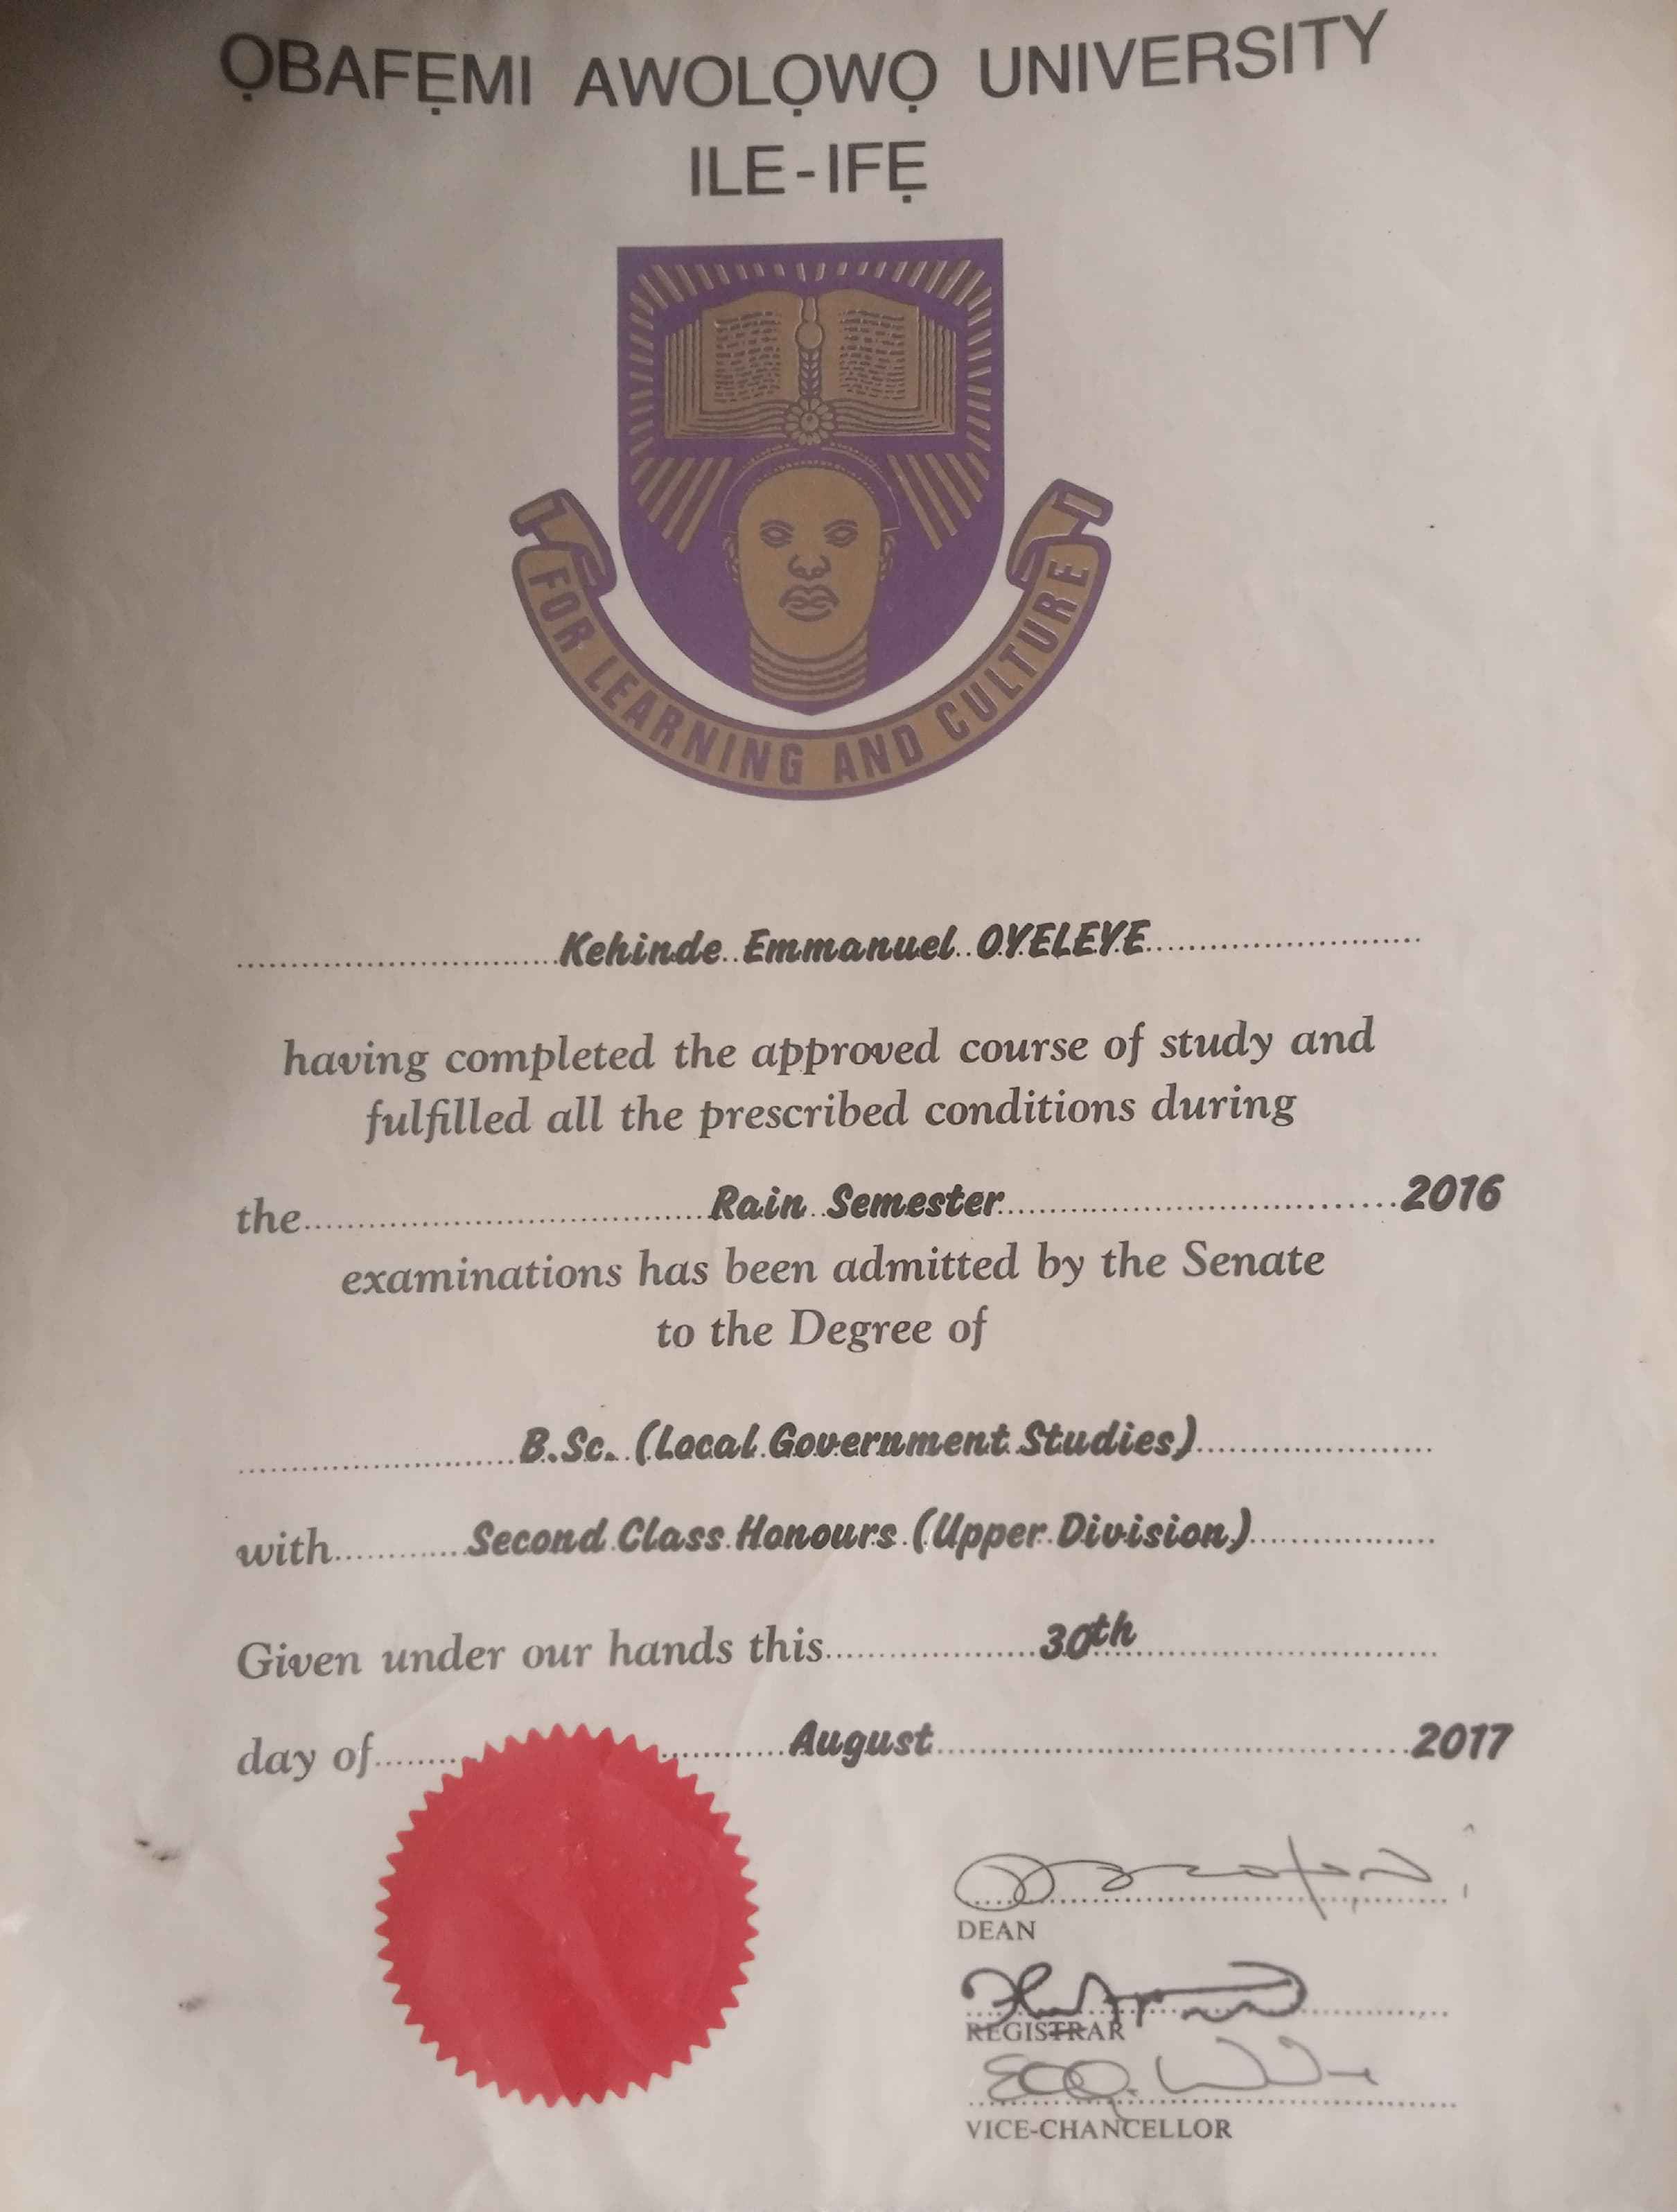 ỌBAFẸMI AWOLỌWỌ UNIVERSITY
ILE-IFẸ
FOR LEARNING AND CULTURE
Kehinde Emmanuel OYELEYE
having completed the approved course of study and
fulfilled all the prescribed conditions during
the Rain Semester 2016
examinations has been admitted by the Senate
to the Degree of
B.Sc. (Local Government Studies)
with Second Class Honours (Upper Division)
Given under our hands this 30th
day of August 2017
DEAN
REGISTRAR
VICE-CHANCELLOR